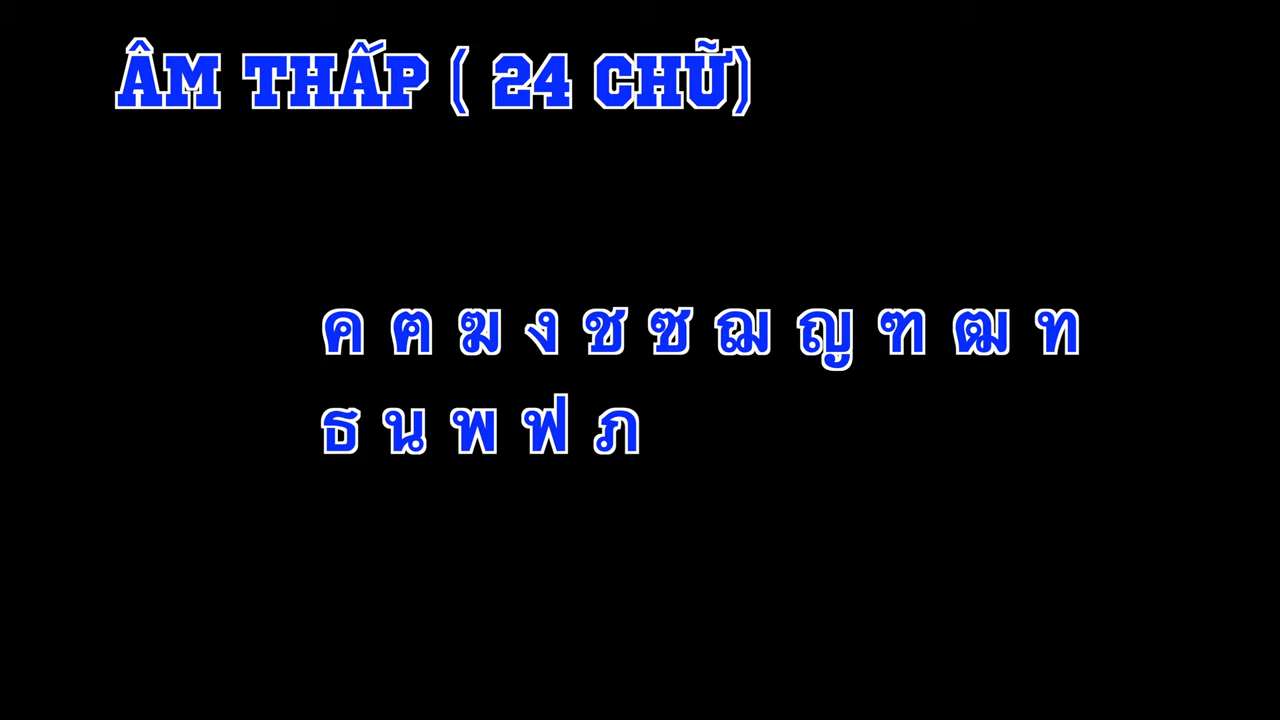 ÂM THẤP ( 24 CHỮ)
ค ฅ ฆ ง ช ซ ฌ ญ ฑ ฒ ท
ธ น พ ฟ ภ